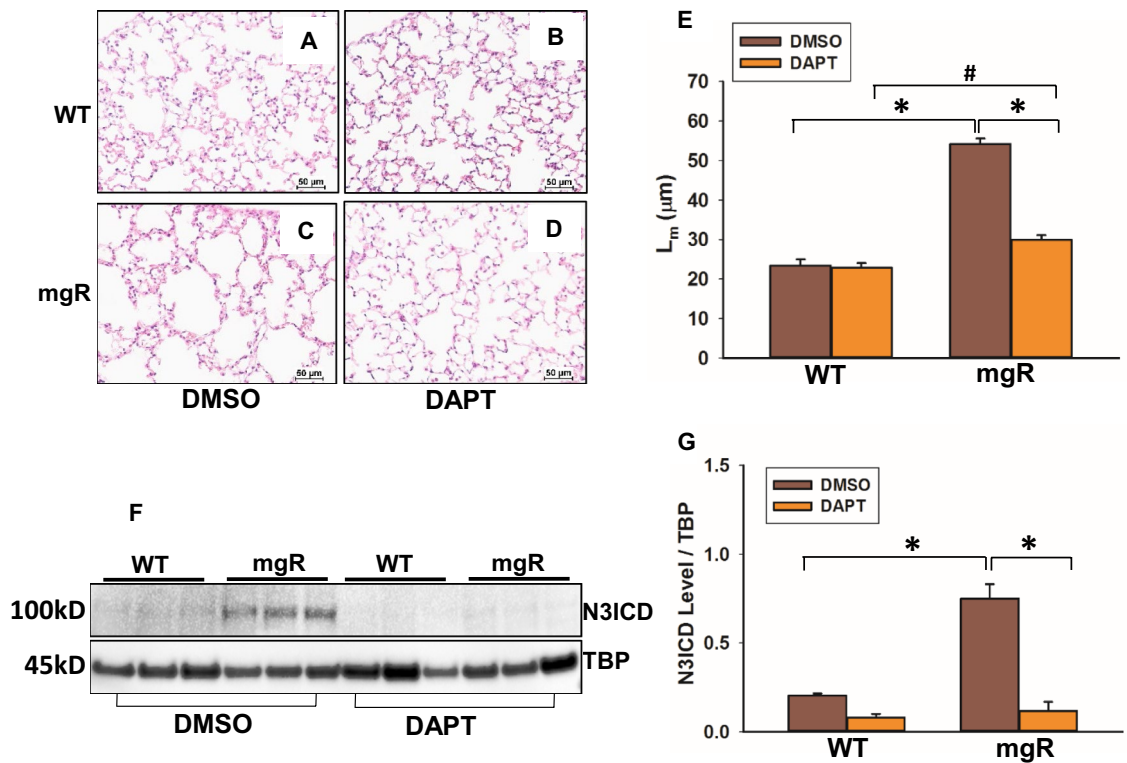 A
B
WT
50 µm
50 µm
C
D
mgR
50 µm
50 µm
DMSO
DAPT
E
DMSO
DAPT
70
60
50
40
30
20
10
0
Lm (µm)
*
#
*
WT
mgR
F
WT
mgR
WT
mgR
100kD
N3ICD
45kD
TBP
DMSO
DAPT
G
DMSO
DAPT
1.5
1.0
0.5
0.0
N3ICD Level / TBP
*
*
WT
mgR